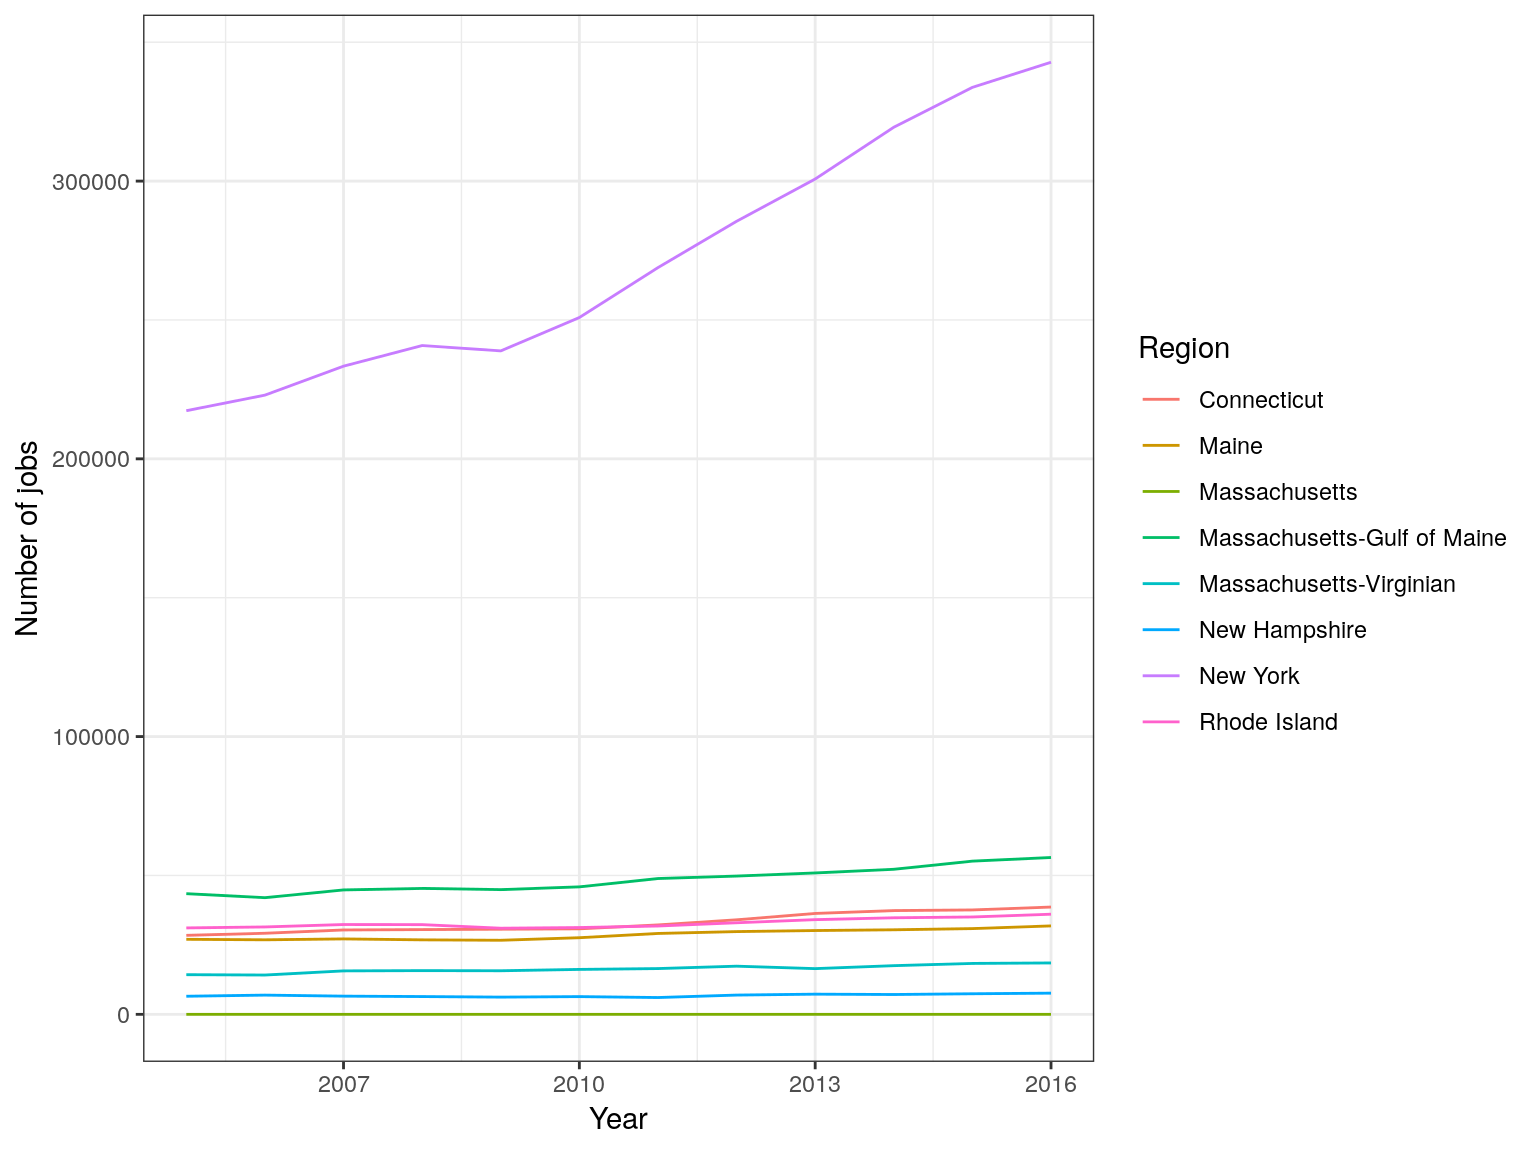 300000
200000
100000
0
Number of jobs
2007
2010
2013
2016
Year
Region
Connecticut
Maine
Massachusetts
Massachusetts-Gulf of Maine
Massachusetts-Virginian
New Hampshire
New York
Rhode Island